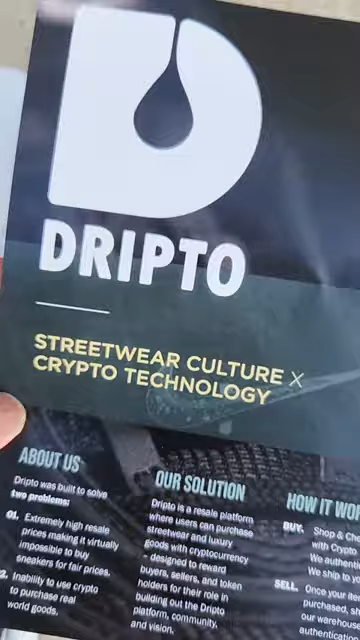 DRIPTO
STREETWEAR CULTURE X
CRYPTO TECHNOLOGY
ABOUT US
Dripto was built to solve
two problems:
01. Extremely high resale
prices making it virtually
impossible to buy
sneakers for fair prices.
2. Inability to use crypto
to purchase real
world goods.
OUR SOLUTION
Dripto is a resale platform
where users can purchase
streetwear and luxury
goods with cryptocurrency
– designed to reward
buyers, sellers, and token
holders for their role in
building out the Dripto
platform, community,
and vision.
HOW IT
BUY. Shop & Che
with Crypto
We authenti
We ship to
SELL. Once your ite
purchased, sh
our warehous
authentication